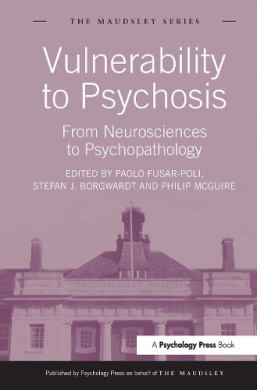 THE MAUDSLEY SERIES
Vulnerability
to Psychosis
From Neurosciences
to Psychopathology
EDITED BY PAOLO FUSAR-POLI,
STEFAN J. BORGWARDT AND PHILIP MCGUIRE
A Psychology Press Book
Published by Psychology Press on behalf of THE MAUDSLEY